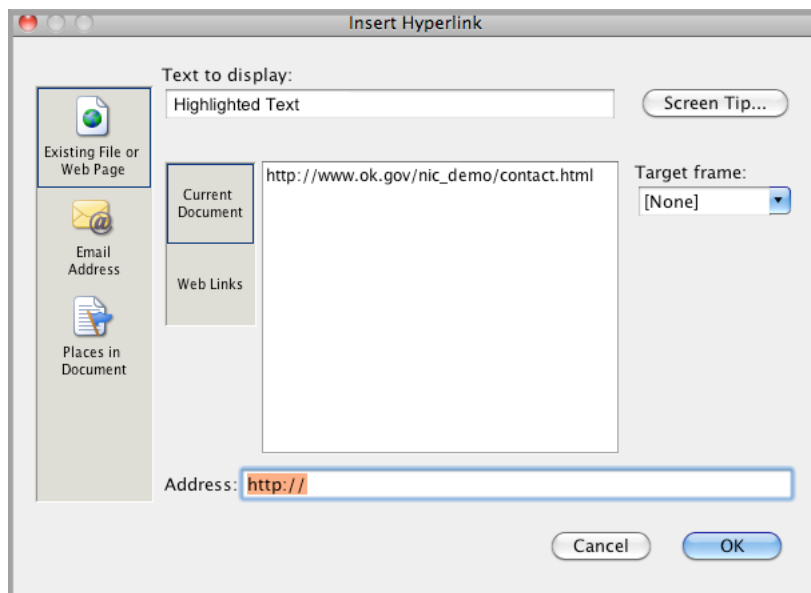 Insert Hyperlink
Text to display:
Highlighted Text
Screen Tip...
Existing File or
Web Page
Email
Address
Places in
Document
Current
Document
Web Links
http://www.ok.gov/nic_demo/contact.html
Target frame:
[None]
Address: http://
Cancel
OK